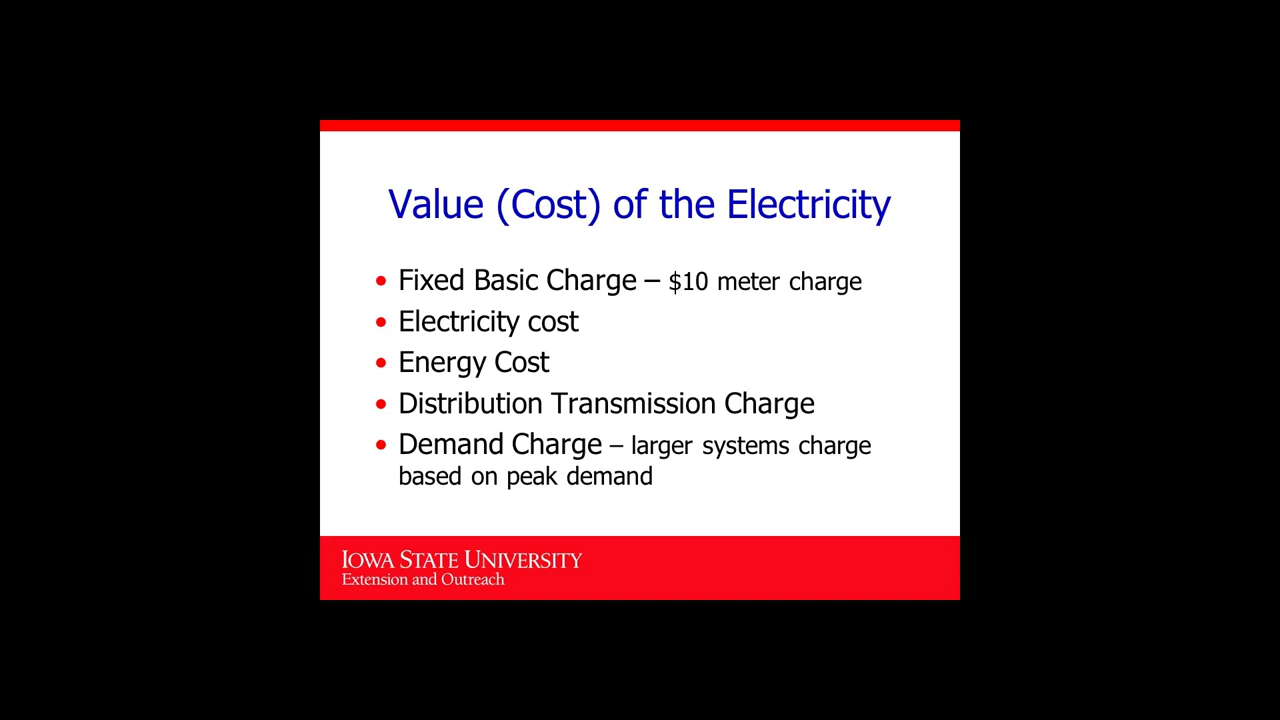 Value (Cost) of the Electricity
• Fixed Basic Charge – $10 meter charge
• Electricity cost
• Energy Cost
• Distribution Transmission Charge
• Demand Charge – larger systems charge
based on peak demand
IOWA STATE UNIVERSITY
Extension and Outreach